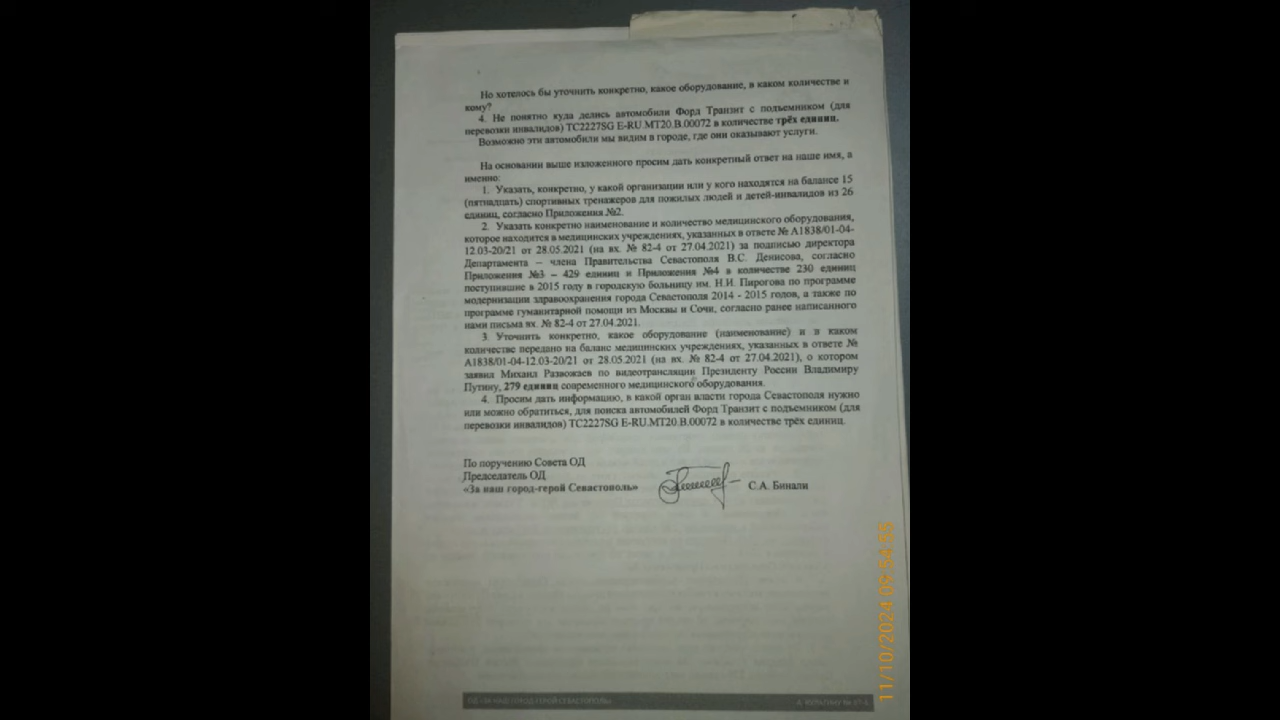 Но хотелось бы уточнить конкретно, какое оборудование, в каком количестве и
кому?
4. Не понятно куда делись автомобили Форд Транзит с подъемником (для
перевозки инвалидов) TC2227SG E-RU.MT20.B.00072 в количестве трёх единиц.
Возможно эти автомобили мы видим в городе, где они оказывают услуги.
На основании выше изложенного просим дать конкретный ответ на наше имя, а
именно:
1. Указать, конкретно, у какой организации или у кого находятся на балансе 15
(пятнадцать) спортивных тренажеров для пожилых людей и детей-инвалидов из 26
единиц, согласно Приложения №2.
2. Указать конкретно наименование и количество медицинского оборудования,
которое находится в медицинских учреждениях, указанных в ответе № А1838/01-04-
12.03-20/21 от 28.05.2021 (на вх. № 82-4 от 27.04.2021) за подписью директора
Департамента – члена Правительства Севастополя В.С. Денисова, согласно
Приложения №3 – 429 единиц и Приложения №4 в количестве 230 единиц
поступившие в 2015 году в городскую больницу им. Н.И. Пирогова по программе
модернизации здравоохранения города Севастополя 2014 - 2015 годов, а также по
программе гуманитарной помощи из Москвы и Сочи, согласно ранее написанного
нами письма вх. № 82-4 от 27.04.2021.
3. Уточнить конкретно, какое оборудование (наименование) и в каком
количестве передано на баланс медицинских учреждениях, указанных в ответе №
А1838/01-04-12.03-20/21 от 28.05.2021 (на вх. № 82-4 от 27.04.2021), о котором
заявил Михаил Развожаев по видеотрансляции Президенту России Владимиру
Путину, 279 единиц современного медицинского оборудования.
4. Просим дать информацию, в какой орган власти города Севастополя нужно
или можно обратиться, для поиска автомобилей Форд Транзит с подъемником (для
перевозки инвалидов) TC2227SG E-RU.MT20.B.00072 в количестве трёх единиц.
По поручению Совета ОД
Председатель ОД
«За наш город-герой Севастополь»
С.А. Бинали
11/10/2024 09:54:55